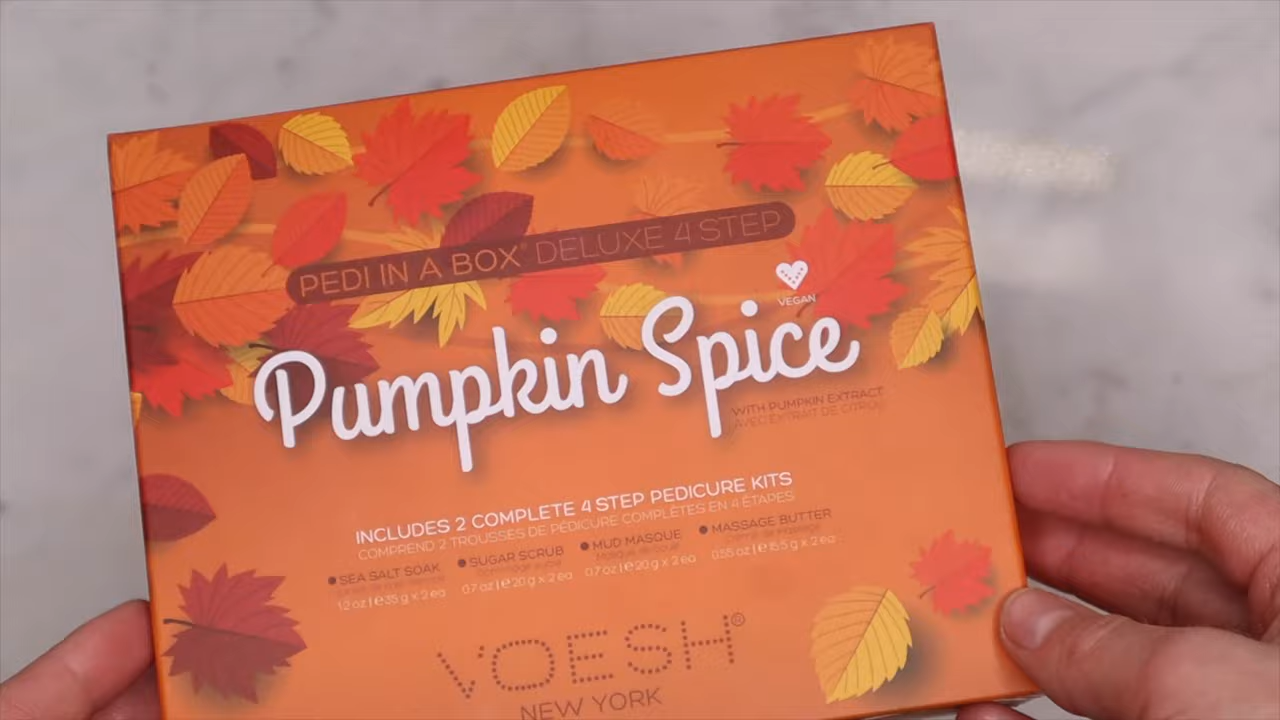 PEDI IN A BOX® DELUXE 4 STEP
VEGAN
Pumpkin Spice
WITH PUMPKIN EXTRACT
AVEC EXTRAIT DE CITROU
INCLUDES 2 COMPLETE 4 STEP PEDICURE KITS
COMPREND 2 TROUSSES DE PÉDICURE COMPLÈTES EN 4 ÉTAPES
• SEA SALT SOAK • SUGAR SCRUB • MUD MASQUE • MASSAGE BUTTER
1.2 oz | ℮ 35 g x 2 ea 0.7 oz | ℮ 20 g x 2 ea 0.7 oz | ℮ 20 g x 2 ea 0.55 oz | ℮ 15.5 g x 2 ea
VOESH®
NEW YORK